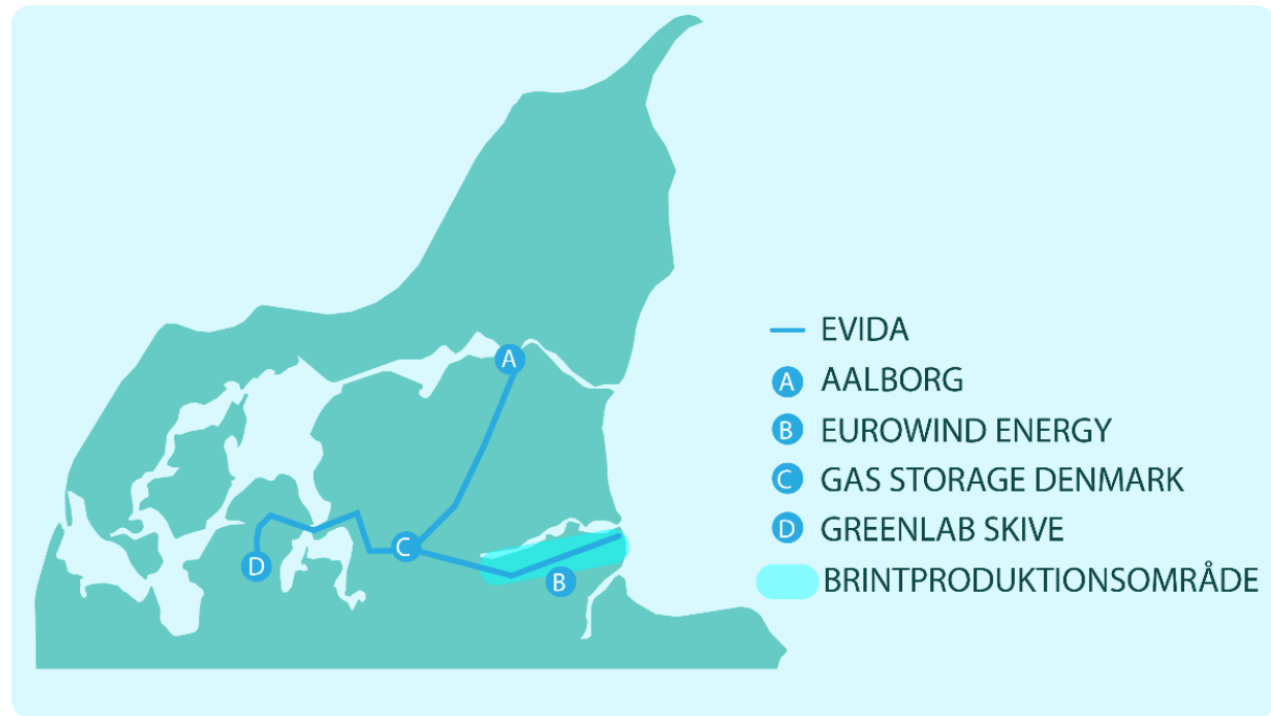 A
B
C
D
EVIDA
A AALBORG
B EUROWIND ENERGY
C GAS STORAGE DENMARK
D GREENLAB SKIVE
BRINTPRODUKTIONSOMRÅDE